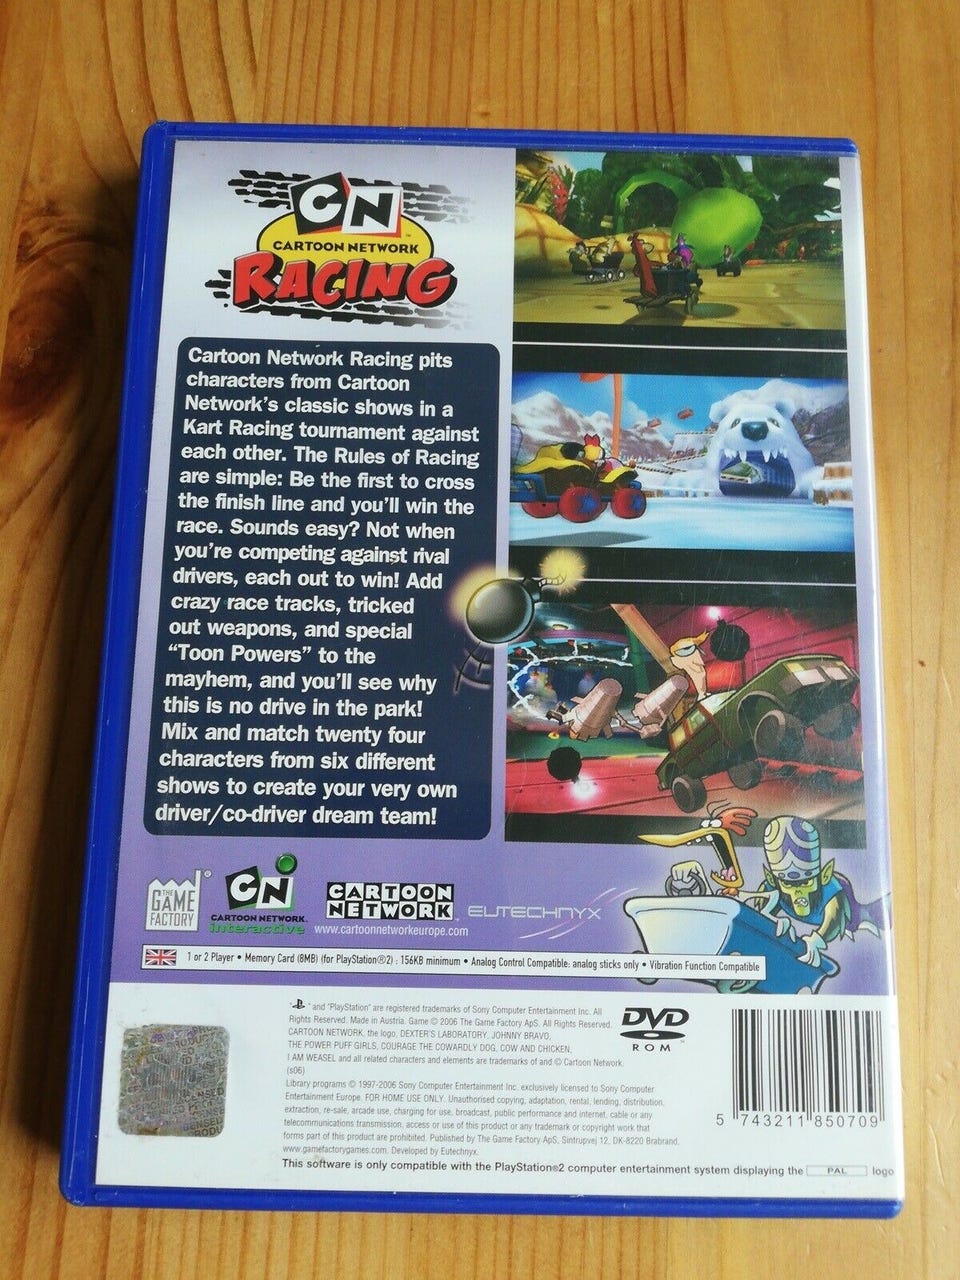 CN
CARTOON NETWORK
RACING
Cartoon Network Racing pits
characters from Cartoon
Network's classic shows in a
Kart Racing tournament against
each other. The Rules of Racing
are simple: Be the first to cross
the finish line and you'll win the
race. Sounds easy? Not when
you're competing against rival
drivers, each out to win! Add
crazy race tracks, tricked
out weapons, and special
“Toon Powers” to the
mayhem, and you'll see why
this is no drive in the park!
Mix and match twenty four
characters from six different
shows to create your very own
driver/co-driver dream team!
THE
GAME
FACTORY
CN
CARTOON NETWORK
interactive
CARTOON
NETWORK
www.cartoonnetworkeurope.com
EUTECHNYX
1 or 2 Player • Memory Card (8MB) (for PlayStation®2) : 156KB minimum • Analog Control Compatible: analog sticks only • Vibration Function Compatible
" " and "PlayStation" are registered trademarks of Sony Computer Entertainment Inc. All
Rights Reserved. Made in Austria. Game © 2006 The Game Factory ApS. All Rights Reserved.
CARTOON NETWORK, the logo, DEXTER'S LABORATORY, JOHNNY BRAVO,
THE POWER PUFF GIRLS, COURAGE THE COWARDLY DOG, COW AND CHICKEN,
I AM WEASEL and all related characters and elements are trademarks of and © Cartoon Network.
(s06)
Library programs © 1997-2006 Sony Computer Entertainment Inc. exclusively licensed to Sony Computer
Entertainment Europe. FOR HOME USE ONLY. Unauthorised copying, adaptation, rental, lending, distribution,
extraction, re-sale, arcade use, charging for use, broadcast, public performance and internet, cable or any
telecommunications transmission, access or use of this product or any trademark or copyright work that
forms part of this product are prohibited. Published by The Game Factory ApS, Sintrupvej 12, DK-8220 Brabrand.
www.gamefactorygames.com. Developed by Eutechnyx.
This software is only compatible with the PlayStation®2 computer entertainment system displaying the PAL logo
DVD
ROM
5 743211 850709